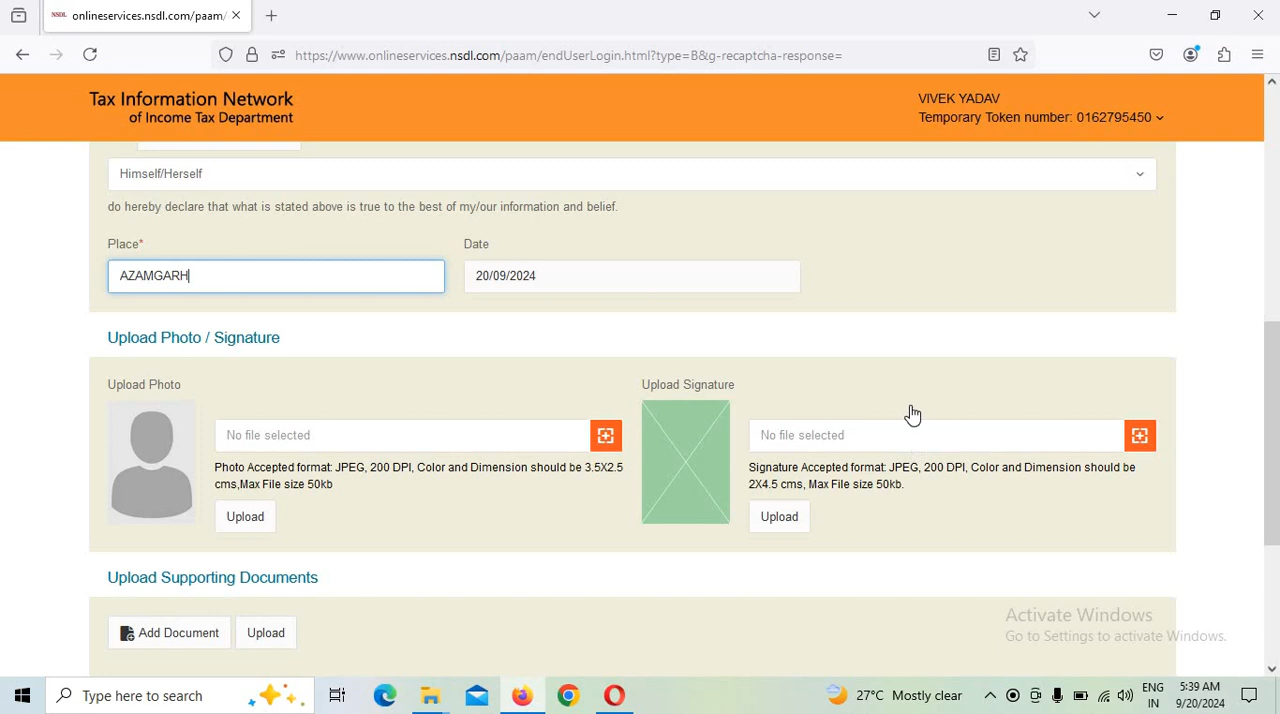 NSDL onlineservices.nsdl.com/paam/
https://www.onlineservices.nsdl.com/paam/endUserLogin.html?type=B&g-recaptcha-response=
Tax Information Network
of Income Tax Department
VIVEK YADAV
Temporary Token number: 0162795450
Himself/Herself
do hereby declare that what is stated above is true to the best of my/our information and belief.
Place*
Date
AZAMGARH
20/09/2024
Upload Photo / Signature
Upload Photo
No file selected
Photo Accepted format: JPEG, 200 DPI, Color and Dimension should be 3.5X2.5
cms,Max File size 50kb
Upload
Upload Signature
No file selected
Signature Accepted format: JPEG, 200 DPI, Color and Dimension should be
2X4.5 cms, Max File size 50kb.
Upload
Upload Supporting Documents
Add Document
Upload
Activate Windows
Go to Settings to activate Windows.
Type here to search
27°C Mostly clear
ENG
IN
5:39 AM
9/20/2024